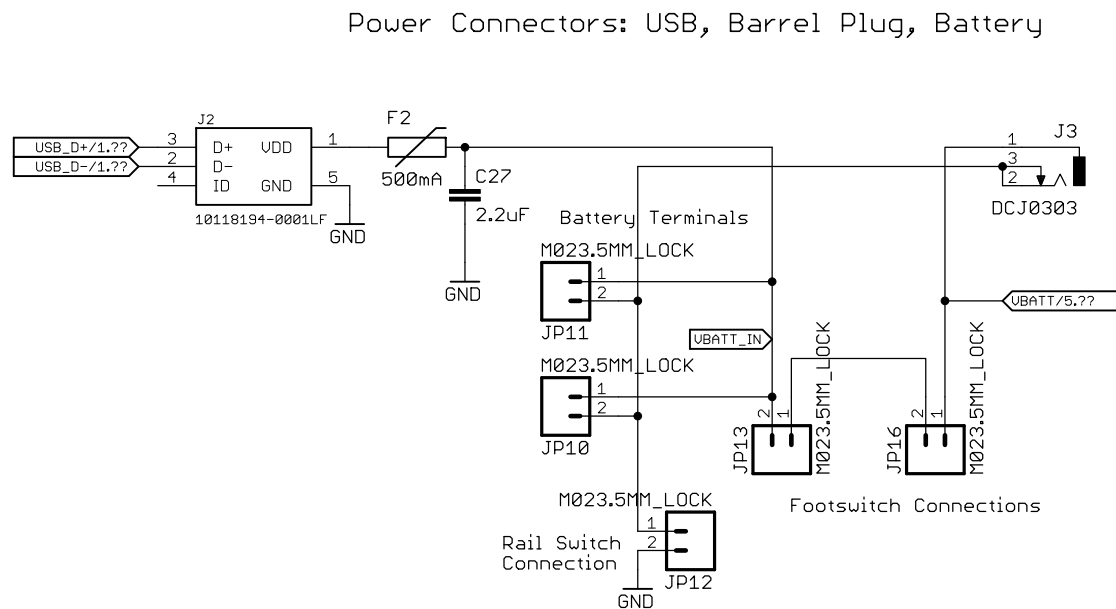 Power Connectors: USB, Barrel Plug, Battery
J2
F2
J3
USB_D+/1.??
USB_D-/1.??
3
2
4
D+
D-
ID
VDD
GND
1
5
10118194-0001LF
GND
500mA
C27
2.2uF
GND
1
3
2
DCJ0303
Battery Terminals
M023.5MM_LOCK
1
2
JP11
VBATT_IN
VBATT/5.??
M023.5MM_LOCK
1
2
JP10
2
1
JP13
M023.5MM_LOCK
2
1
JP16
M023.5MM_LOCK
Footswitch Connections
M023.5MM_LOCK
1
2
JP12
Rail Switch
Connection
GND